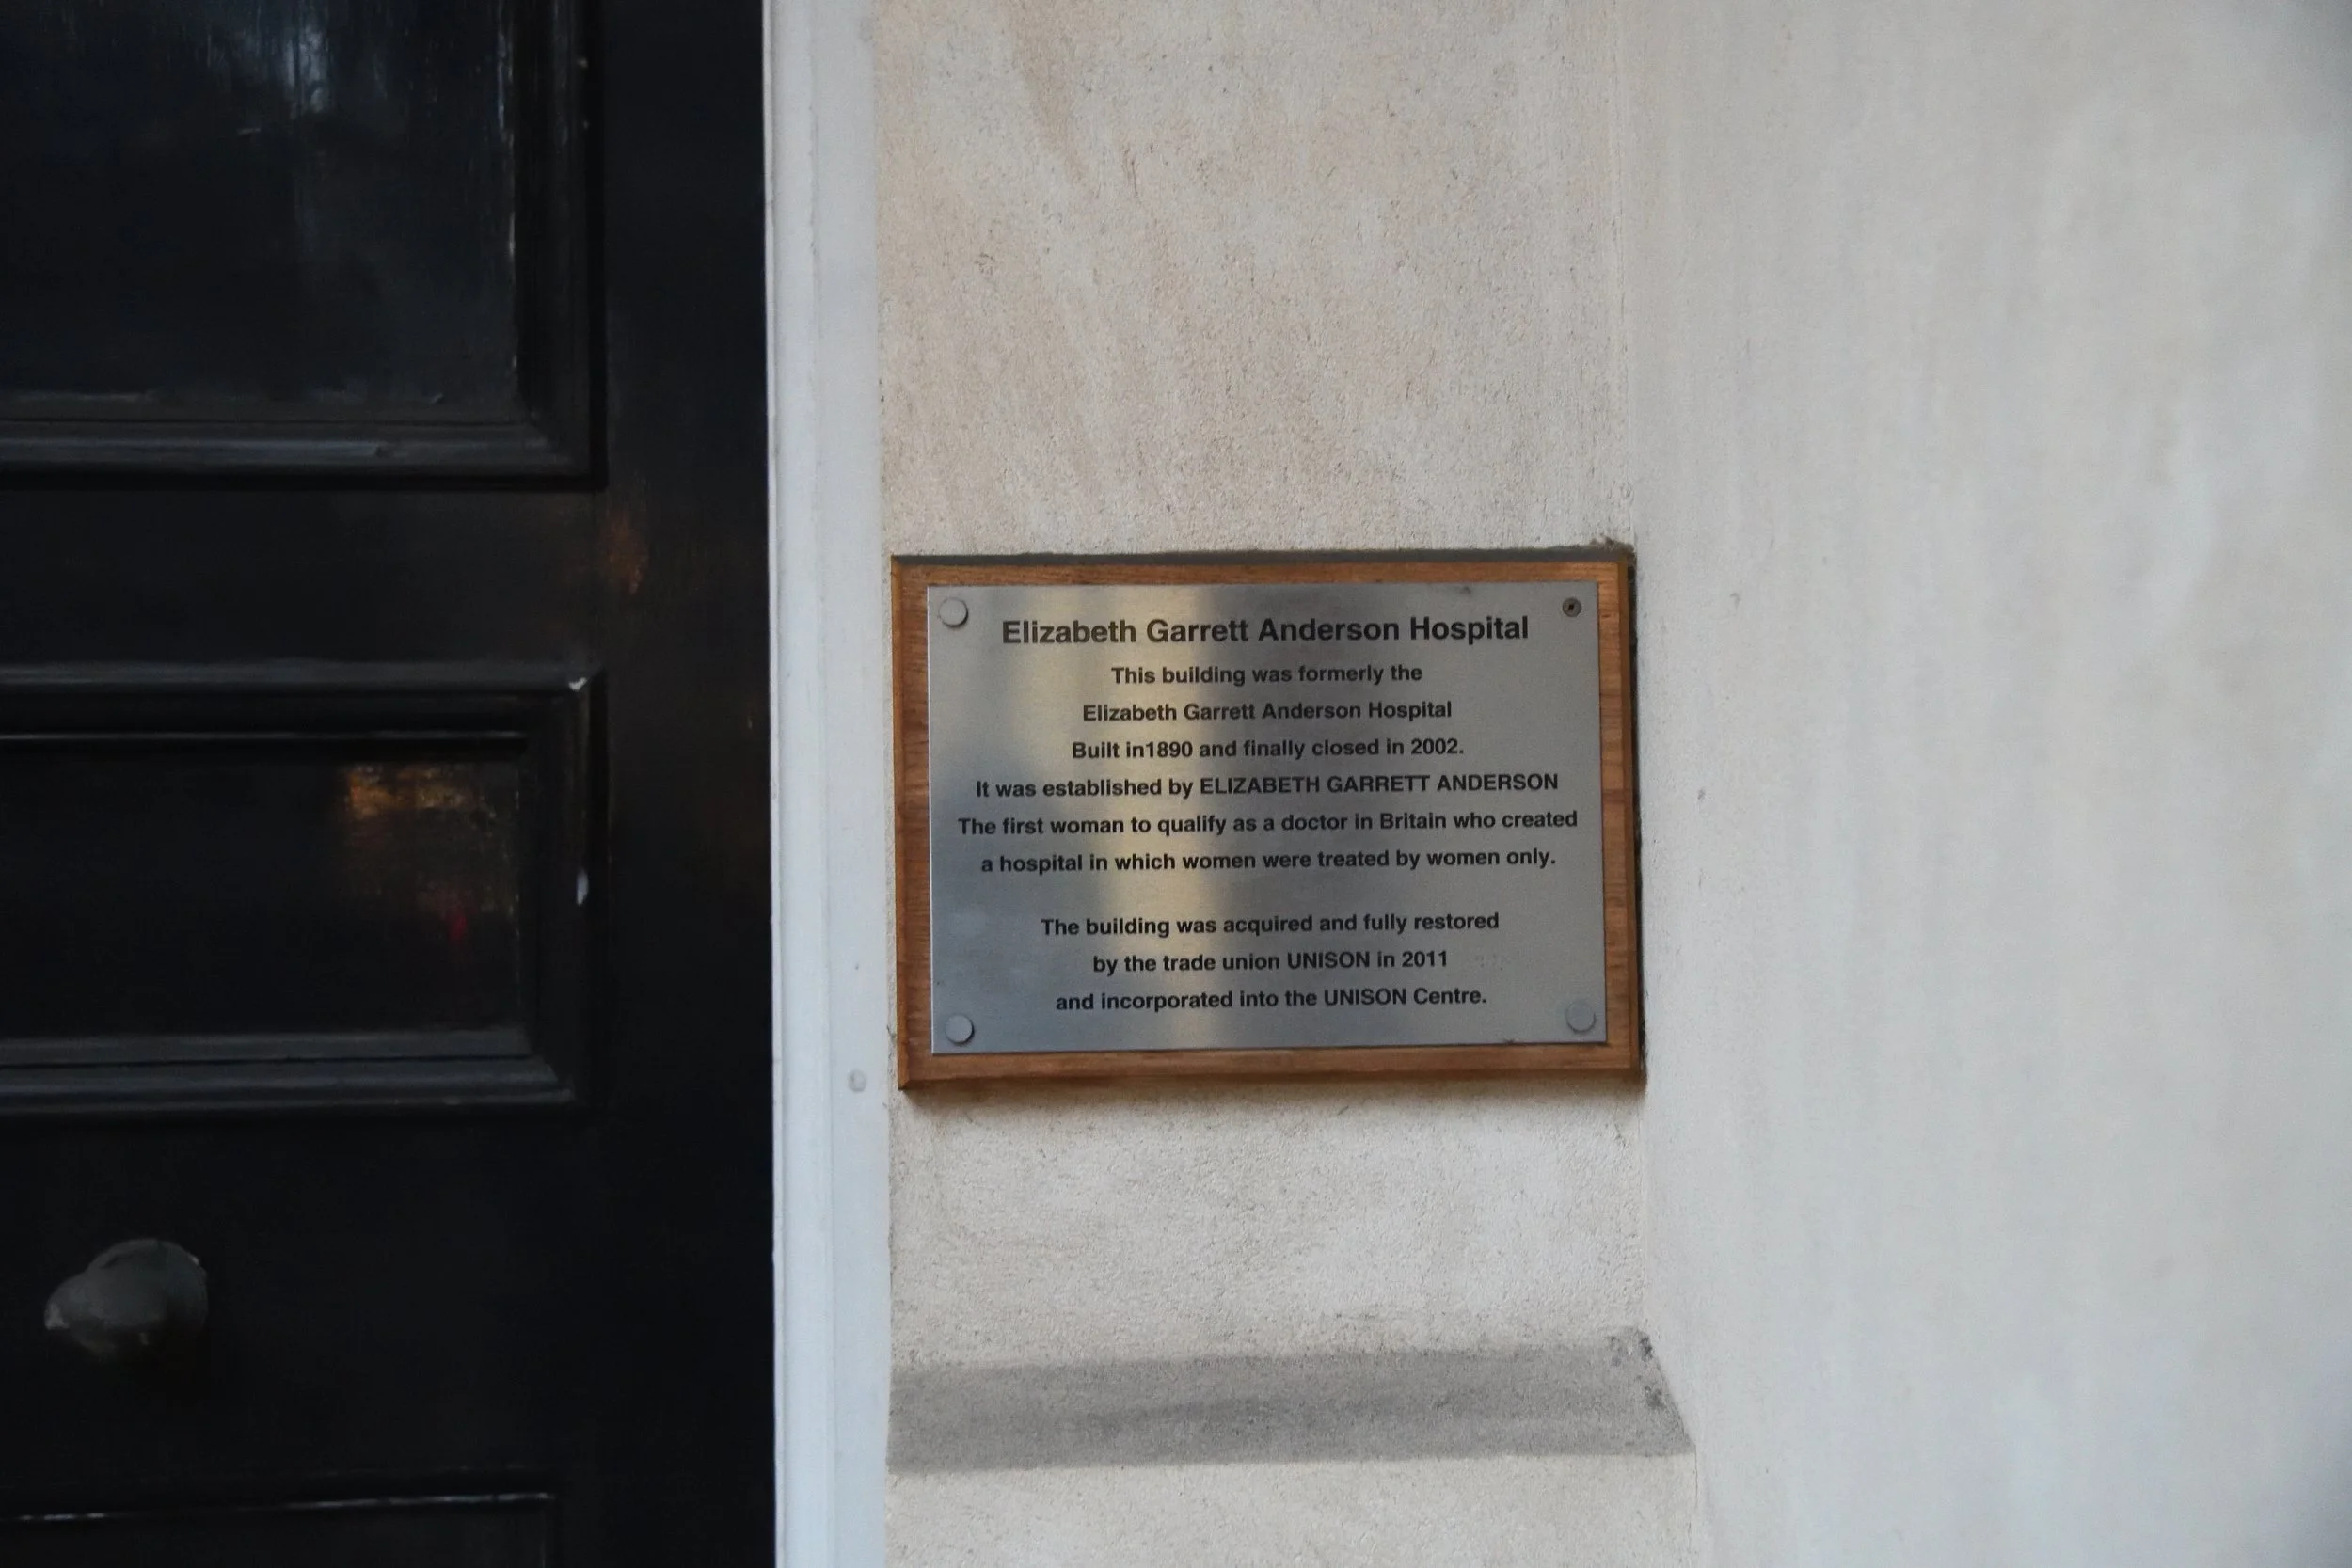 Elizabeth Garrett Anderson Hospital
This building was formerly the
Elizabeth Garrett Anderson Hospital
Built in1890 and finally closed in 2002.
It was established by ELIZABETH GARRETT ANDERSON
The first woman to qualify as a doctor in Britain who created
a hospital in which women were treated by women only.
The building was acquired and fully restored
by the trade union UNISON in 2011
and incorporated into the UNISON Centre.